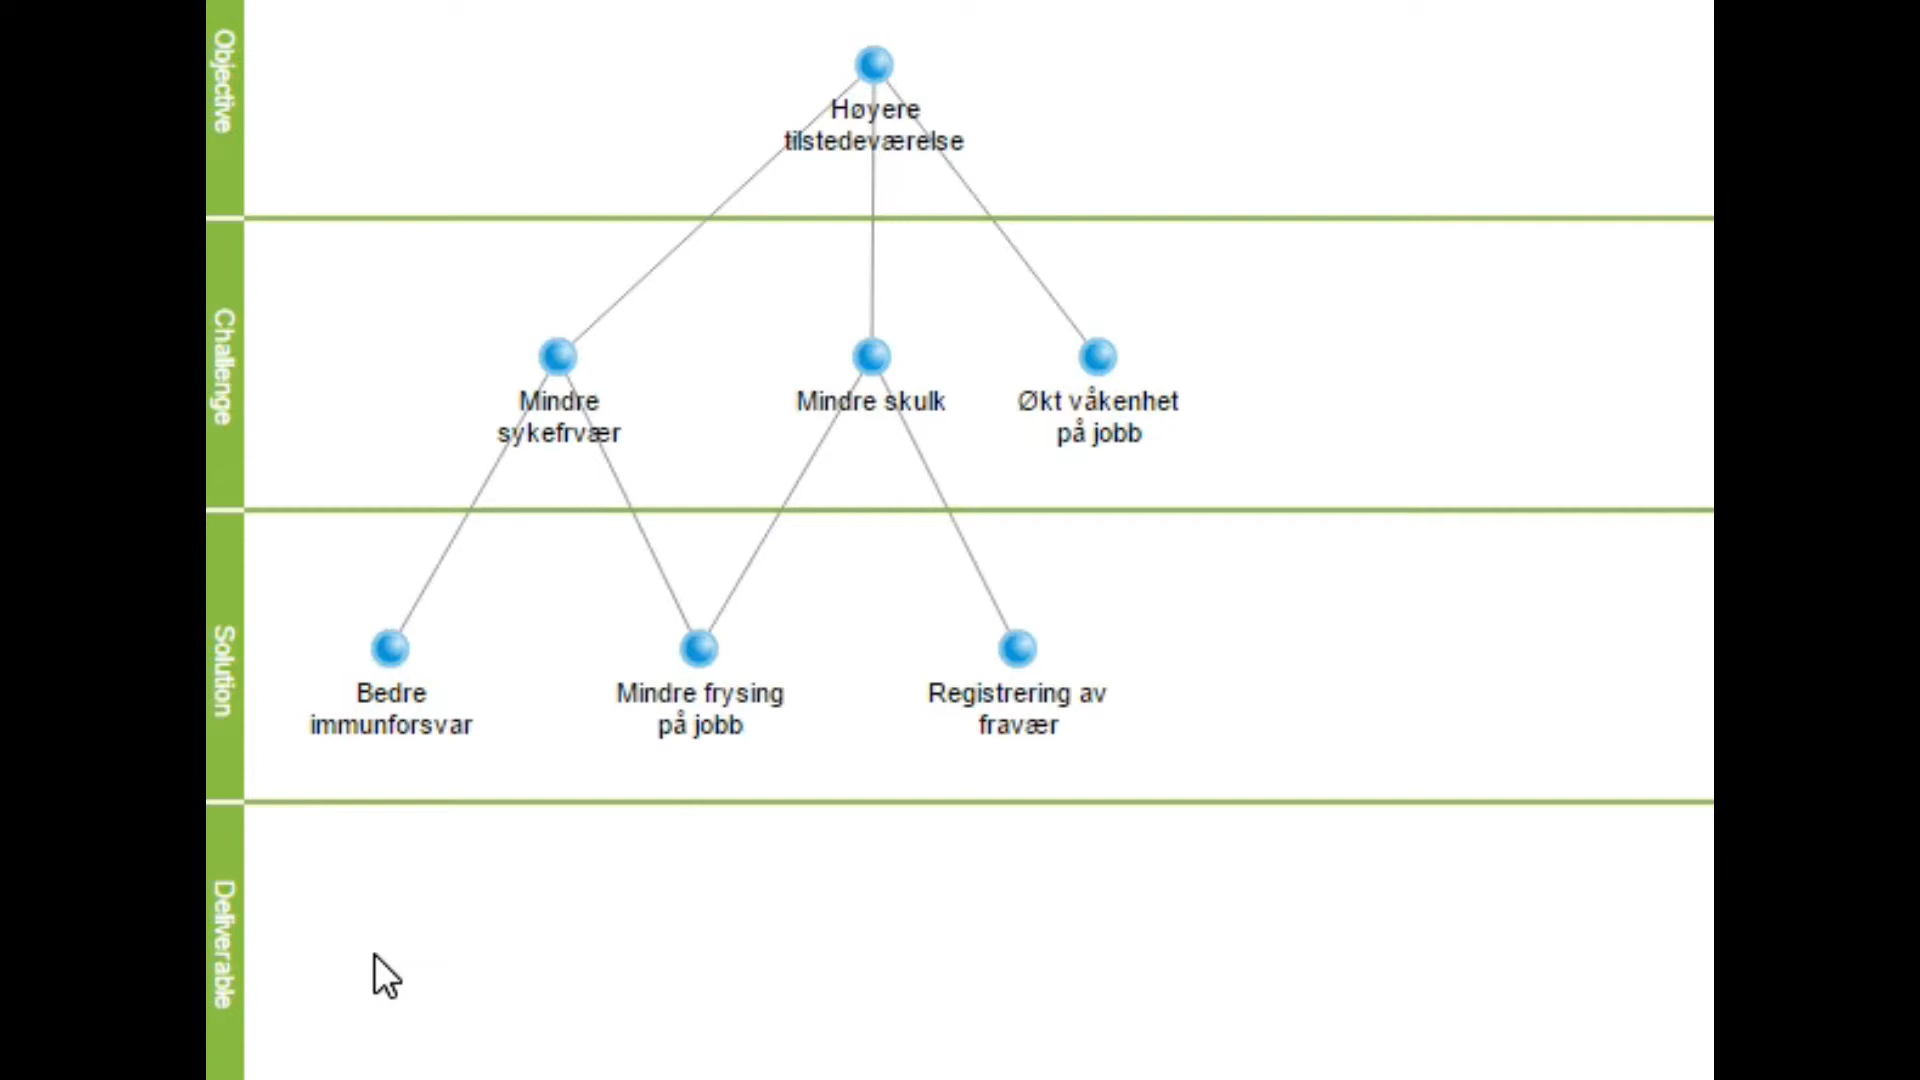 Objective
Høyere
tilstedeværelse
Challenge
Mindre
sykefrvær
Mindre skulk
Økt våkenhet
på jobb
Solution
Bedre
immunforsvar
Mindre frysing
på jobb
Registrering av
fravær
Deliverable